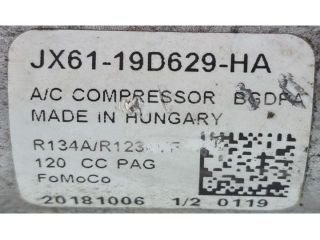 JX61-19D629-HA
A/C COMPRESSOR
MADE IN HUNGARY
120 CC PAG
FoMoCo
20181006 1/2 0119